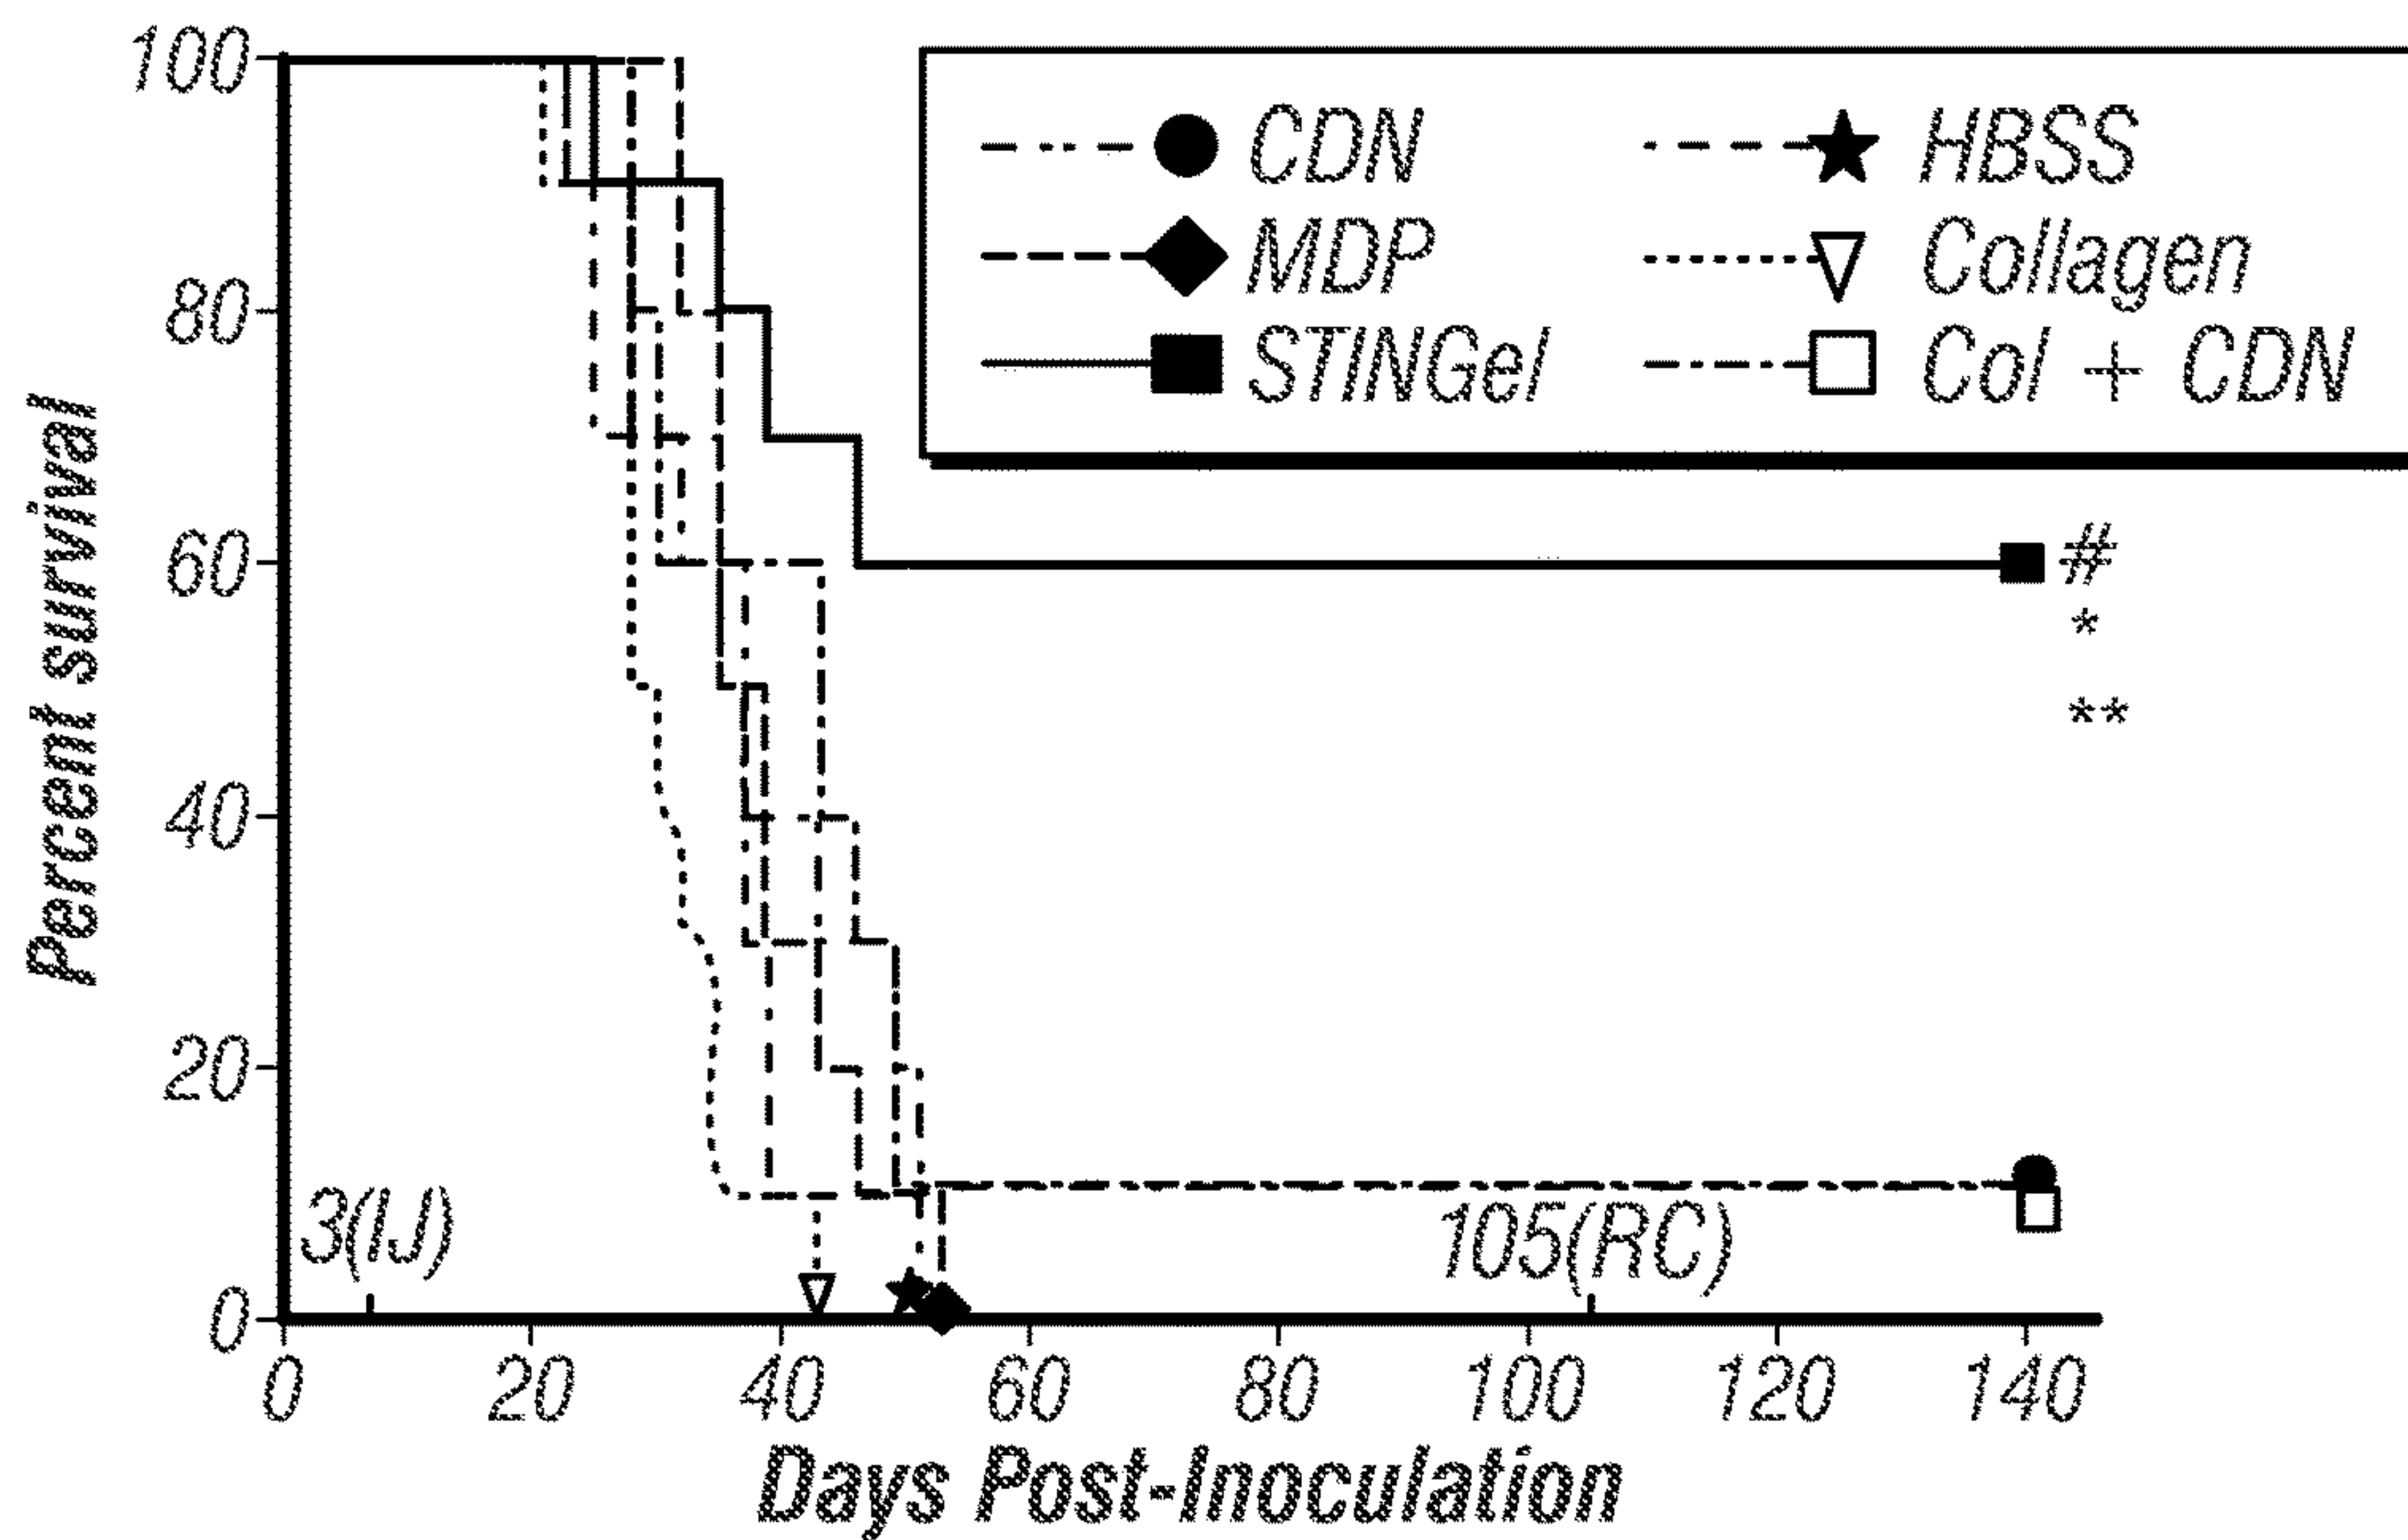 100
80
60
40
20
0
Percent survival
CDN
HBSS
MDP
Collagen
STINGel
Col + CDN
#
*
**
3(IJ)
105(RC)
0 20 40 60 80 100 120 140
Days Post-Inoculation